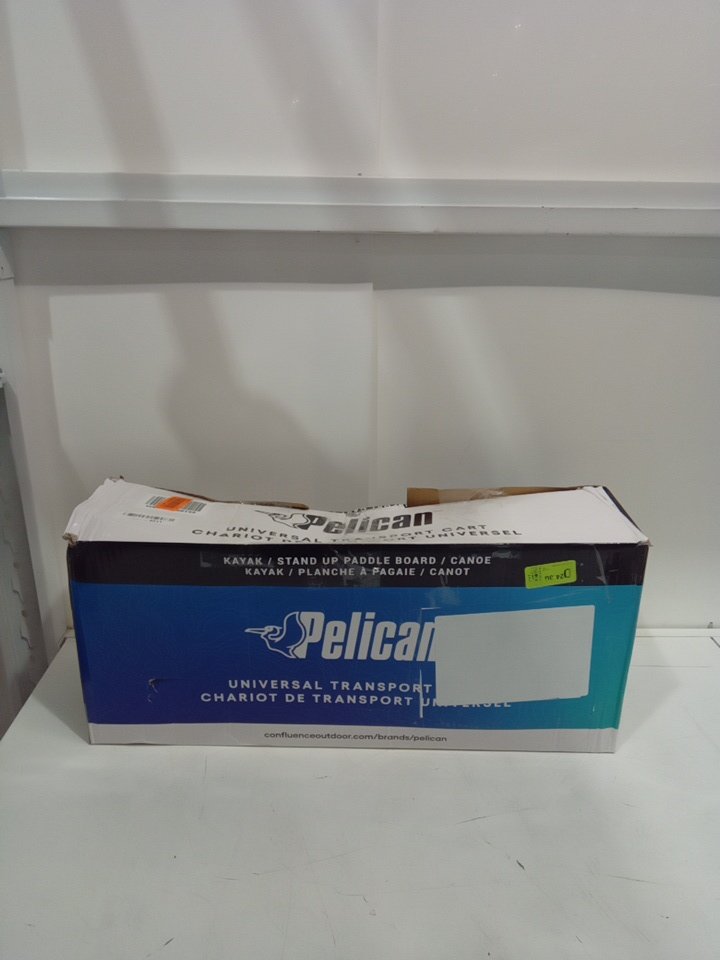 Pelican
UNIVERSAL TRANSPORT CART
CHARIOT DE TRANSPORT UNIVERSEL
KAYAK / STAND UP PADDLE BOARD / CANOE
KAYAK / PLANCHE À PAGAIE / CANOT
Pelican
UNIVERSAL TRANSPORT
CHARIOT DE TRANSPORT UNIVERSEL
confluenceoutdoor.com/brands/pelican